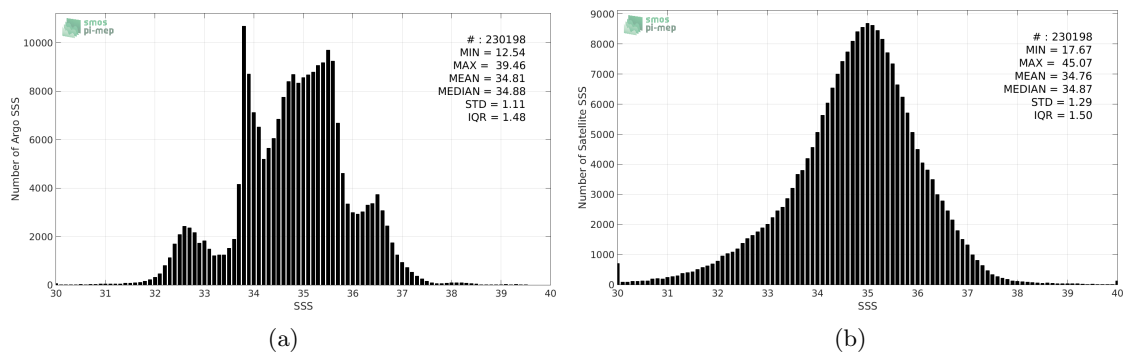 smos
pi-mep
# : 230198
MIN = 12.54
MAX = 39.46
MEAN = 34.81
MEDIAN = 34.88
STD = 1.11
IQR = 1.48
Number of Argo SSS
10000
8000
6000
4000
2000
0
30 31 32 33 34 35 36 37 38 39 40
SSS
(a)
smos
pi-mep
# : 230198
MIN = 17.67
MAX = 45.07
MEAN = 34.76
MEDIAN = 34.87
STD = 1.29
IQR = 1.50
Number of Satellite SSS
9000
8000
7000
6000
5000
4000
3000
2000
1000
0
30 31 32 33 34 35 36 37 38 39 40
SSS
(b)